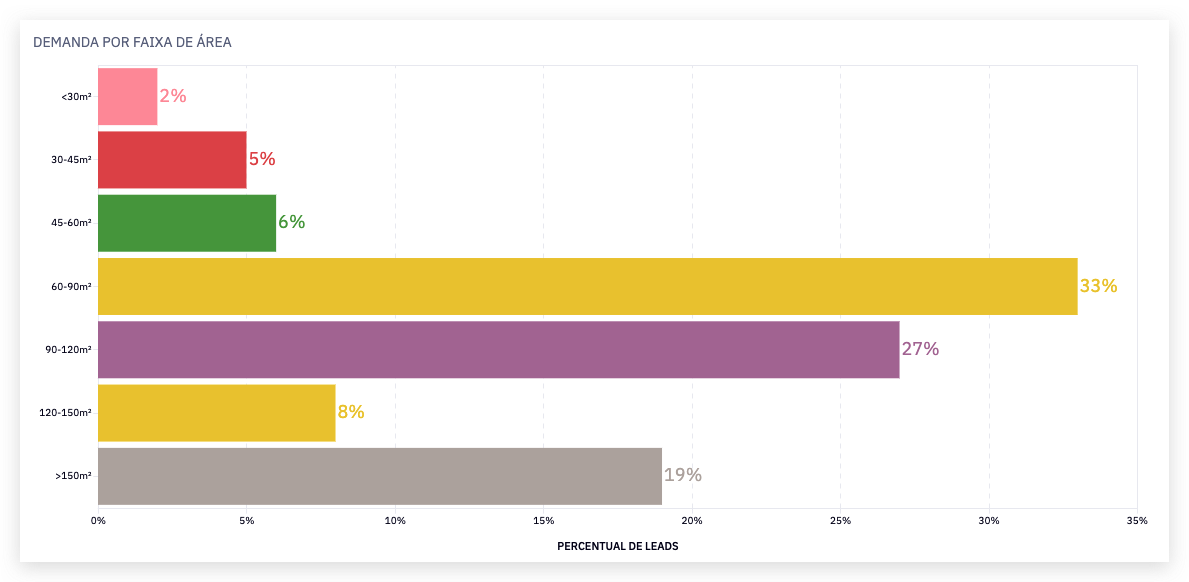 DEMANDA POR FAIXA DE ÁREA
<30m² 2%
30-45m² 5%
45-60m² 6%
60-90m² 33%
90-120m² 27%
120-150m² 8%
>150m² 19%
0% 5% 10% 15% 20% 25% 30% 35%
PERCENTUAL DE LEADS